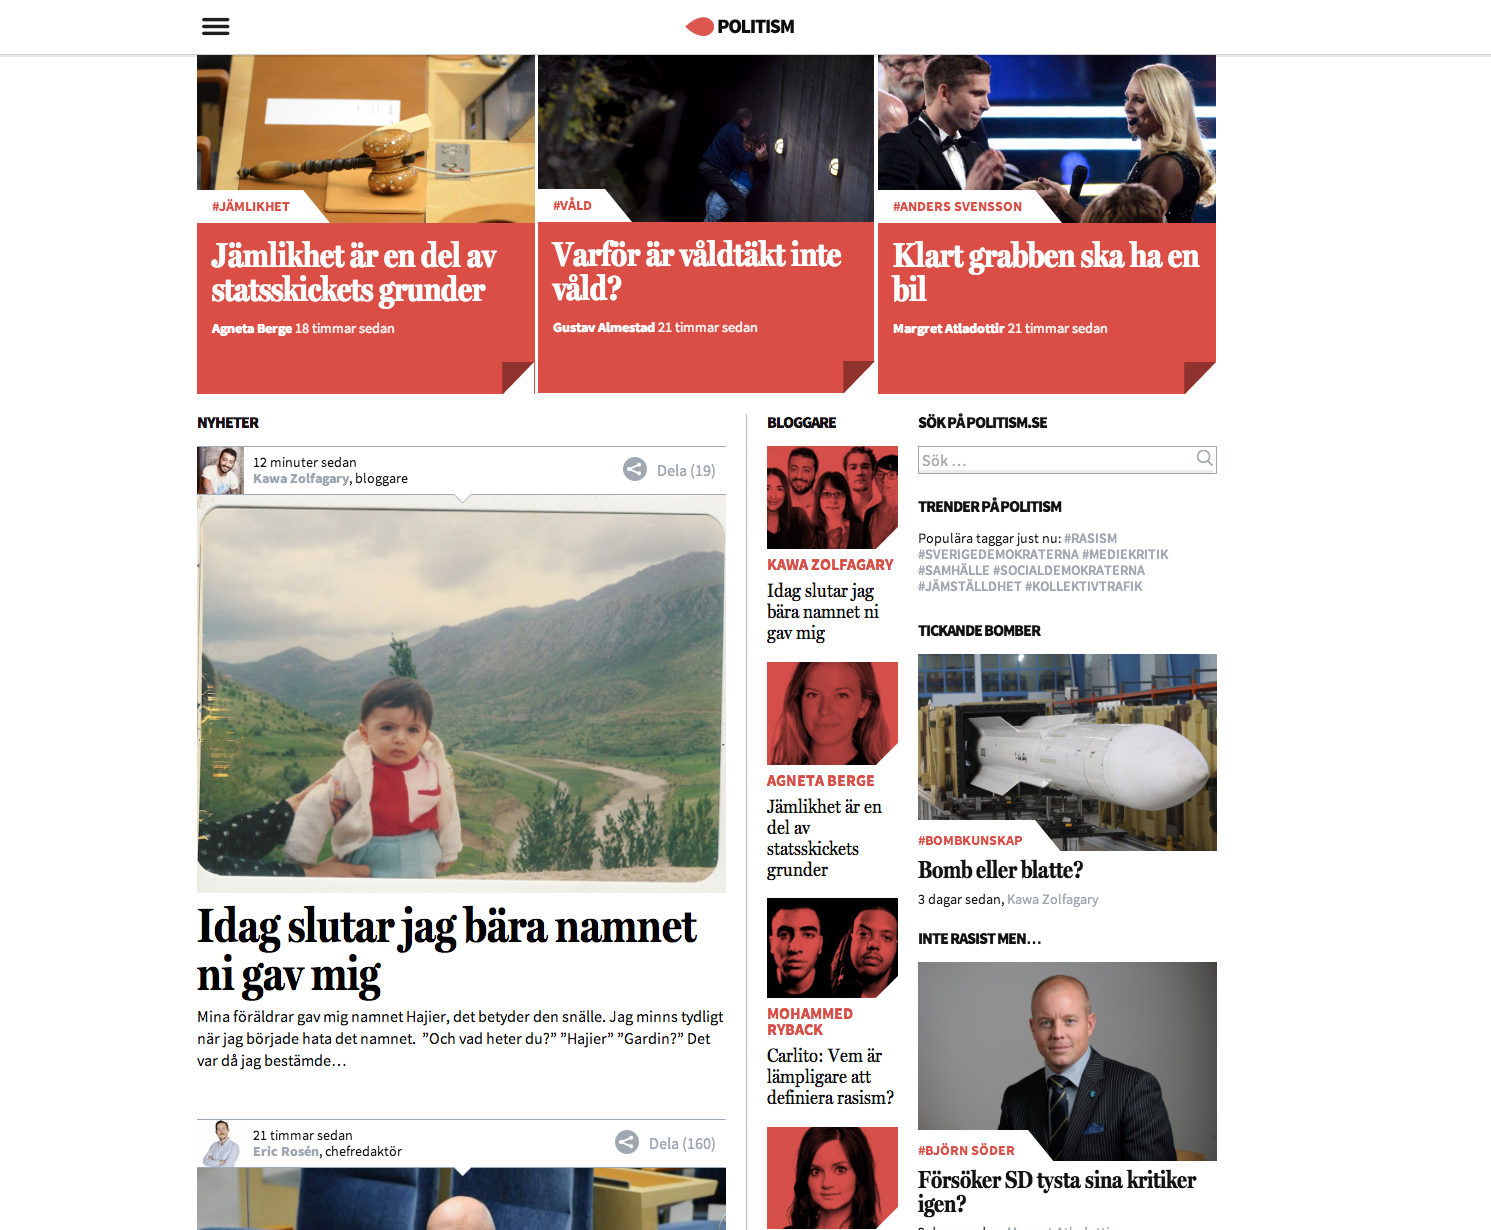 POLITISM
#JÄMLIKHET
Jämlikhet är en del av
statsskickets grunder
Agneta Berge 18 timmar sedan
#VÅLD
Varför är våldtäkt inte
våld?
Gustav Almestad 21 timmar sedan
#ANDERS SVENSSON
Klart grabben ska ha en
bil
Margret Atladottir 21 timmar sedan
NYHETER
12 minuter sedan
Kawa Zolfagary, bloggare
Dela (19)
Idag slutar jag bära namnet
ni gav mig
Mina föräldrar gav mig namnet Hajier, det betyder den snälle. Jag minns tydligt
när jag började hata det namnet.  ”Och vad heter du?” ”Hajier” ”Gardin?” Det
var då jag bestämde…
21 timmar sedan
Eric Rosén, chefredaktör
Dela (160)
BLOGGARE
KAWA ZOLFAGARY
Idag slutar jag
bära namnet ni
gav mig
AGNETA BERGE
Jämlikhet är en
del av
statsskickets
grunder
MOHAMMED
RYBACK
Carlito: Vem är
lämpligare att
definiera rasism?
SÖK PÅ POLITISM.SE
Sök …
TRENDER PÅ POLITISM
Populära taggar just nu: #RASISM
#SVERIGEDEMOKRATERNA #MEDIEKRITIK
#SAMHÄLLE #SOCIALDEMOKRATERNA
#JÄMSTÄLLDHET #KOLLEKTIVTRAFIK
TICKANDE BOMBER
#BOMBKUNSKAP
Bomb eller blatte?
3 dagar sedan, Kawa Zolfagary
INTE RASIST MEN…
#BJÖRN SÖDER
Försöker SD tysta sina kritiker
igen?